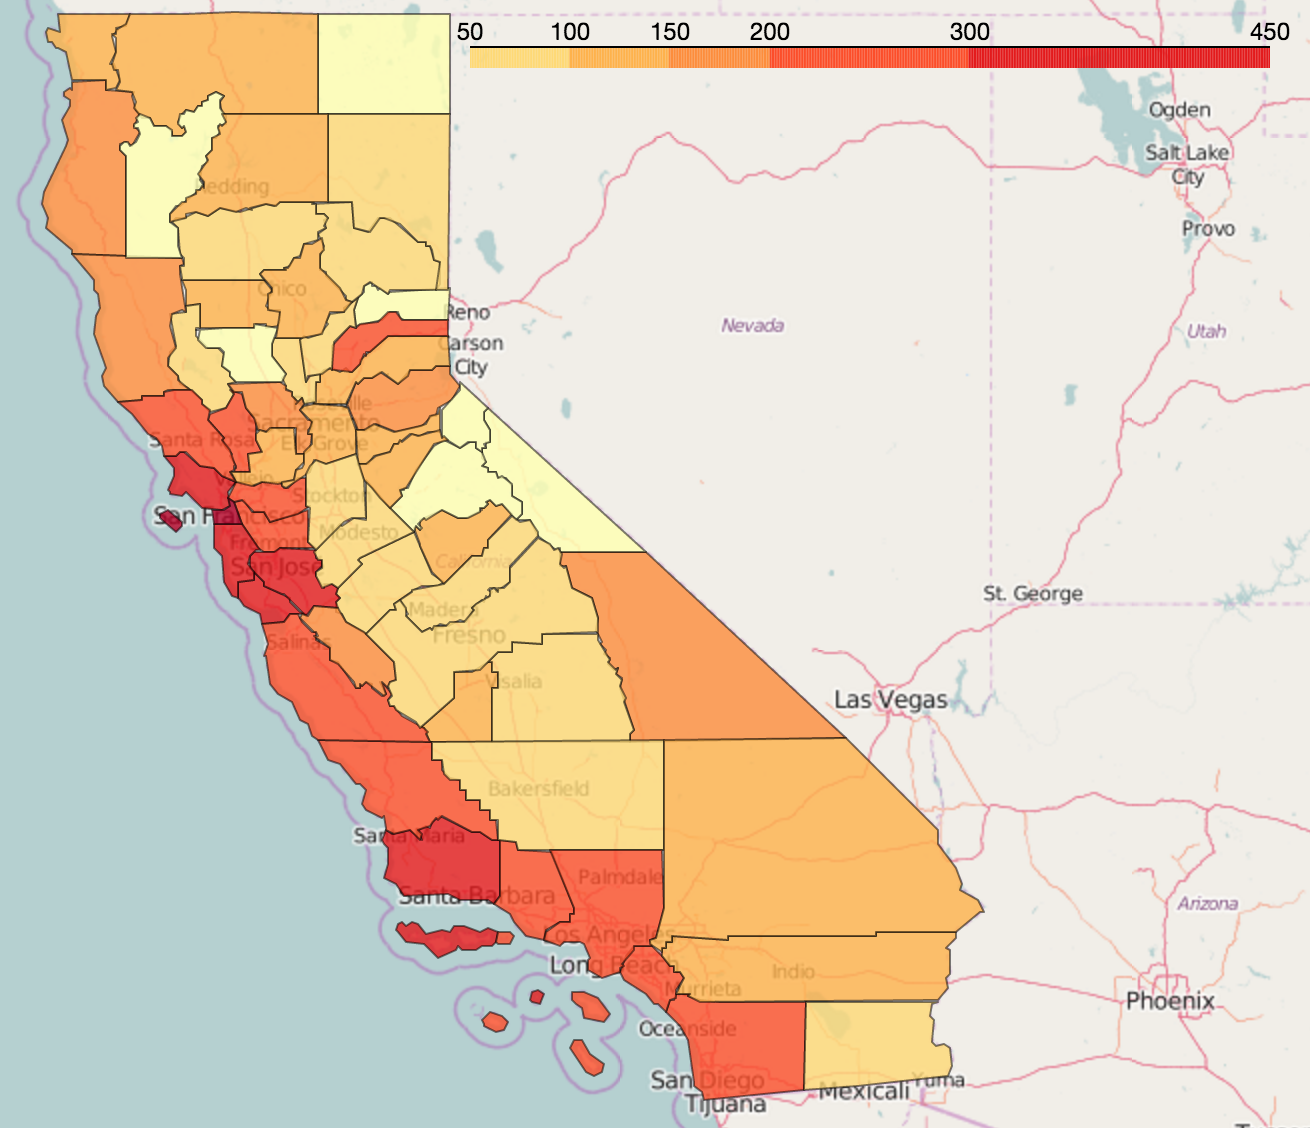 50 100 150 200 300 450
Ogden
Salt Lake
City
Redding
Provo
Chico
Reno
Nevada
Utah
Carson
City
Roseville
Sacramento
Santa Rosa
Elk Grove
Vallejo
Stockton
San Francisco
Modesto
Fremont
California
San Jose
St. George
Madera
Fresno
Salinas
Visalia
Las Vegas
Bakersfield
Santa Maria
Palmdale
Santa Barbara
Arizona
Los Angeles
Long Beach
Indio
Murrieta
Phoenix
Oceanside
San Diego
Yuma
Mexicali
Tijuana